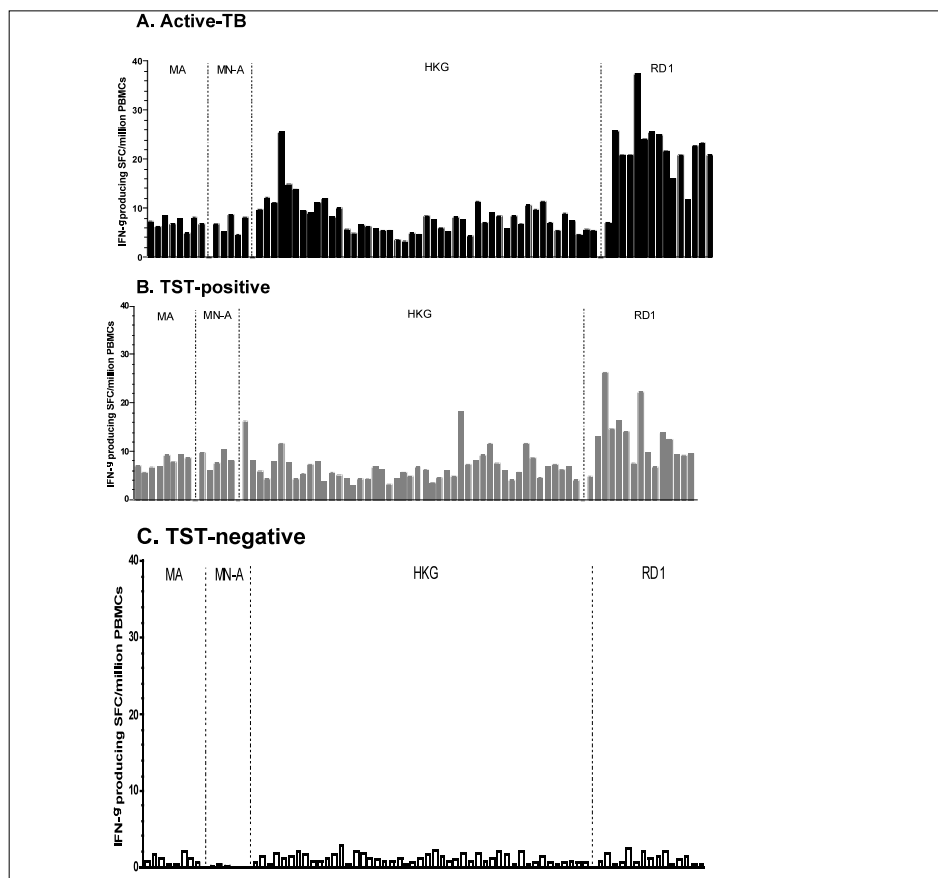 A. Active-TB
IFN-g producing SFC/million PBMCs
40
30
20
10
0
MA
MN-A
HKG
RD1
B. TST-positive
IFN-g producing SFC/million PBMCs
40
30
20
10
0
MA
MN-A
HKG
RD1
C. TST-negative
IFN-g producing SFC/million PBMCs
40
30
20
10
0
MA
MN-A
HKG
RD1